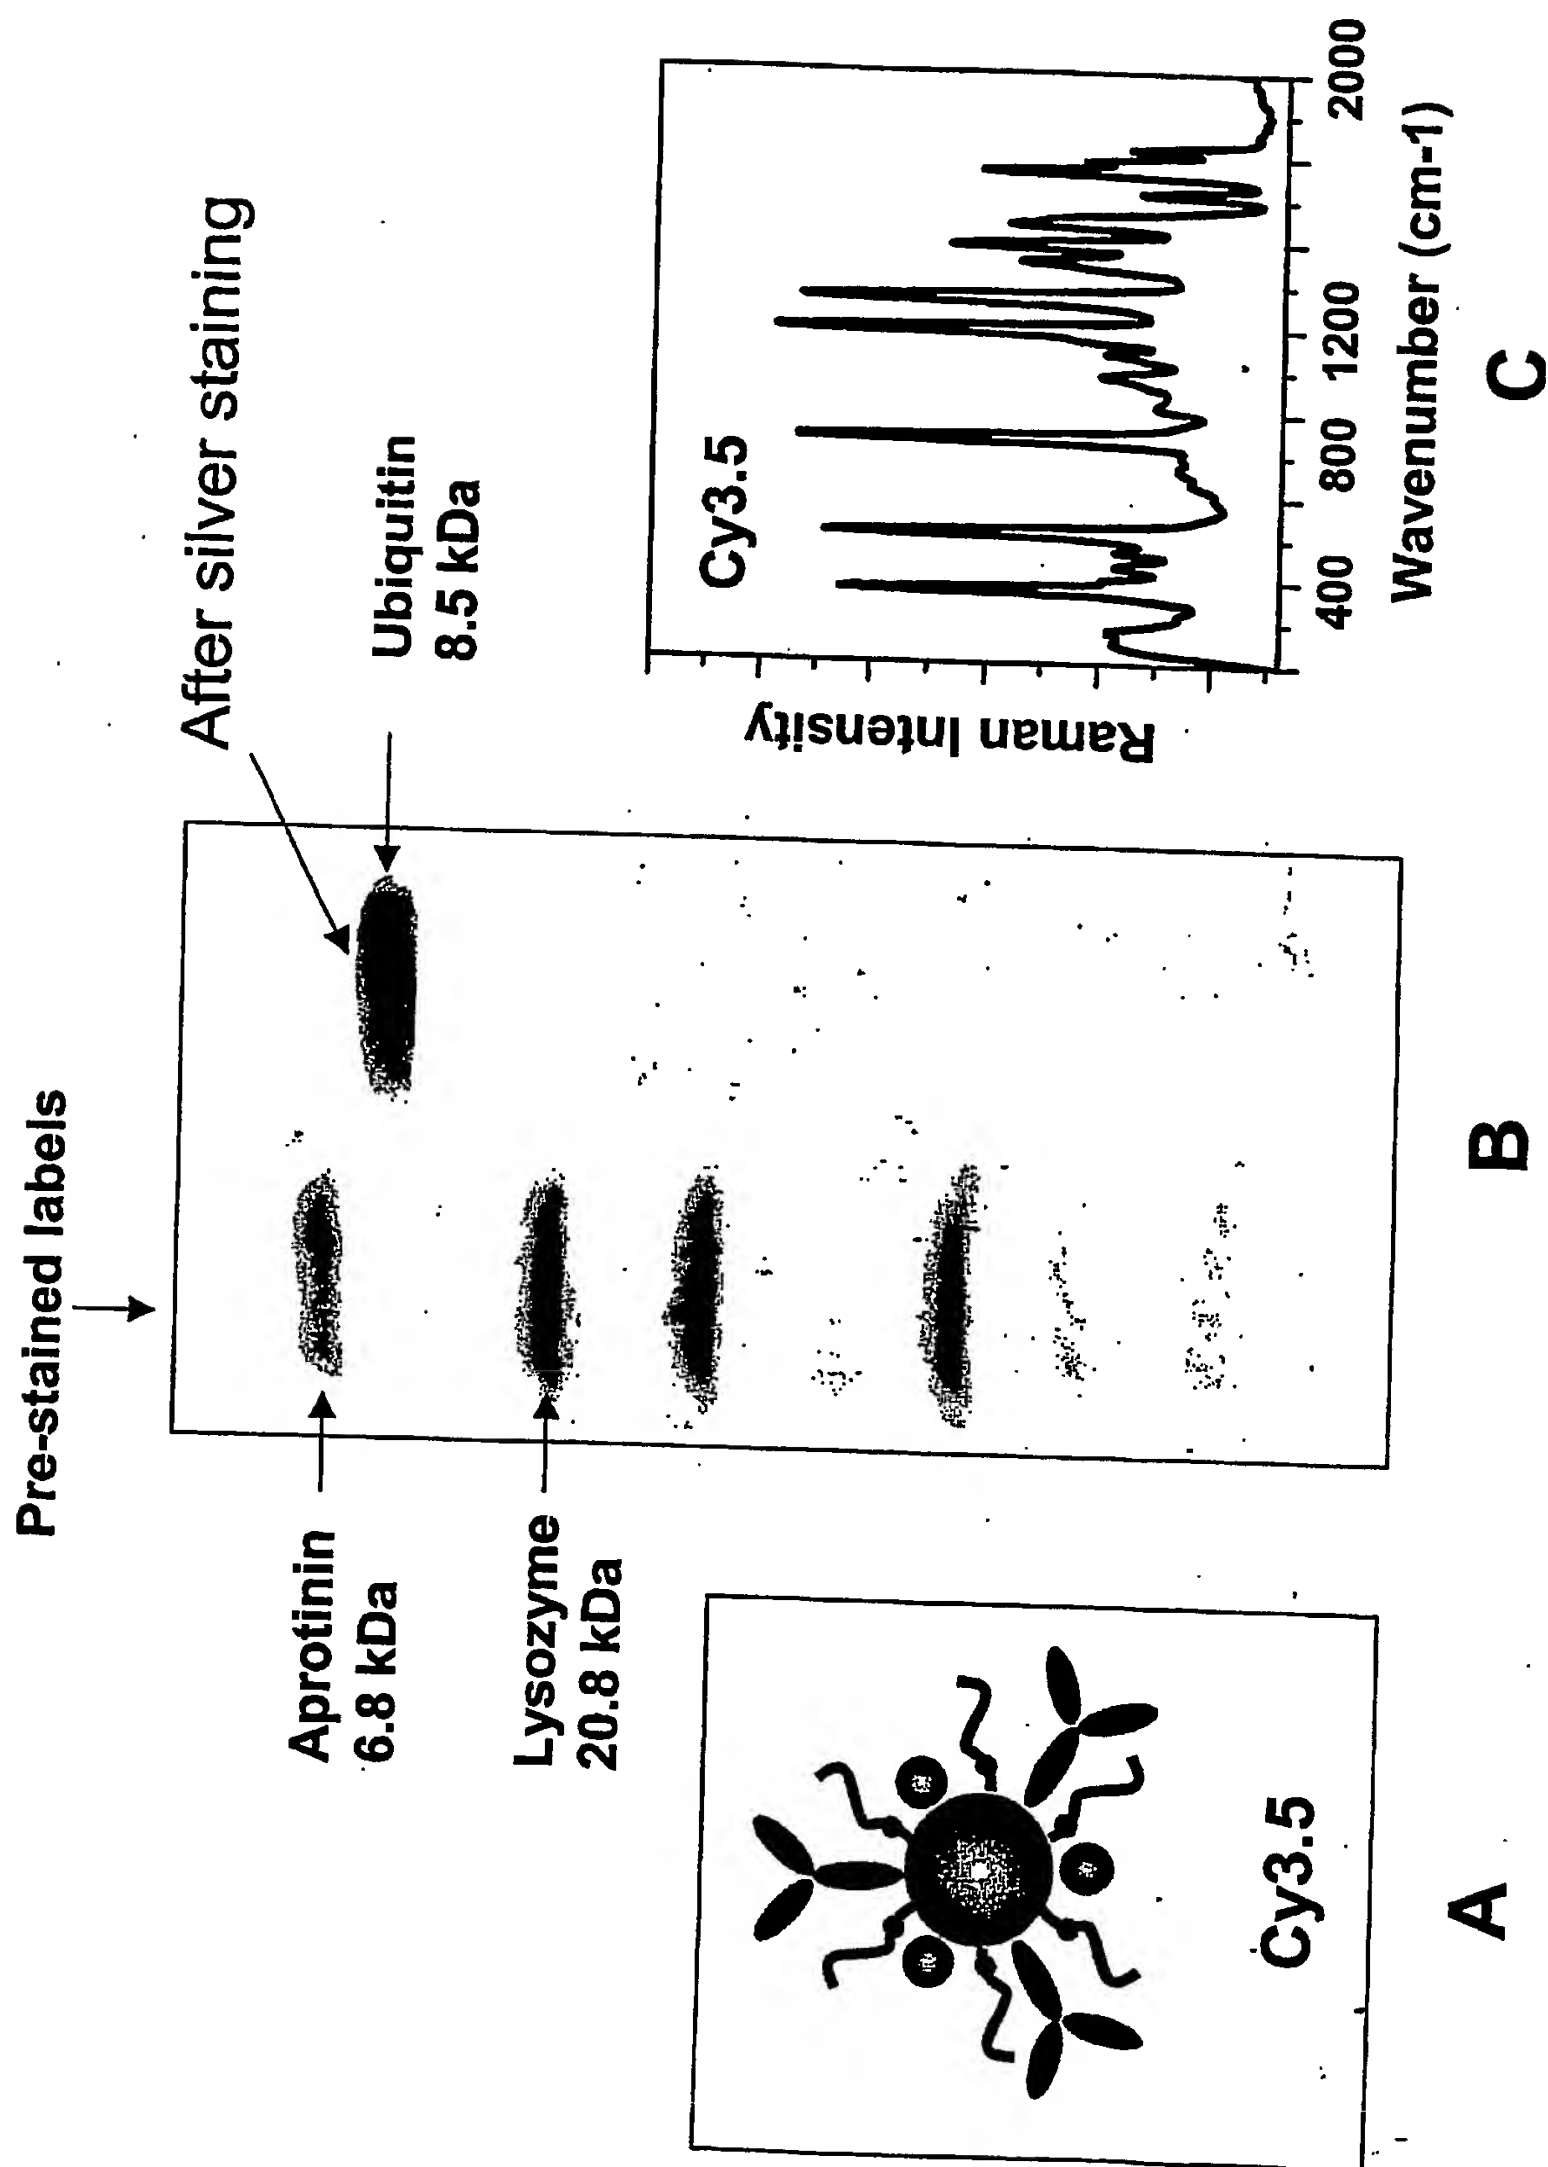 Pre-stained labels
After silver staining
Aprotinin
6.8 kDa
Lysozyme
20.8 kDa
Ubiquitin
8.5 kDa
Cy3.5
A
B
Cy3.5
Raman Intensity
400
800
1200
2000
Wavenumber (cm-1)
C